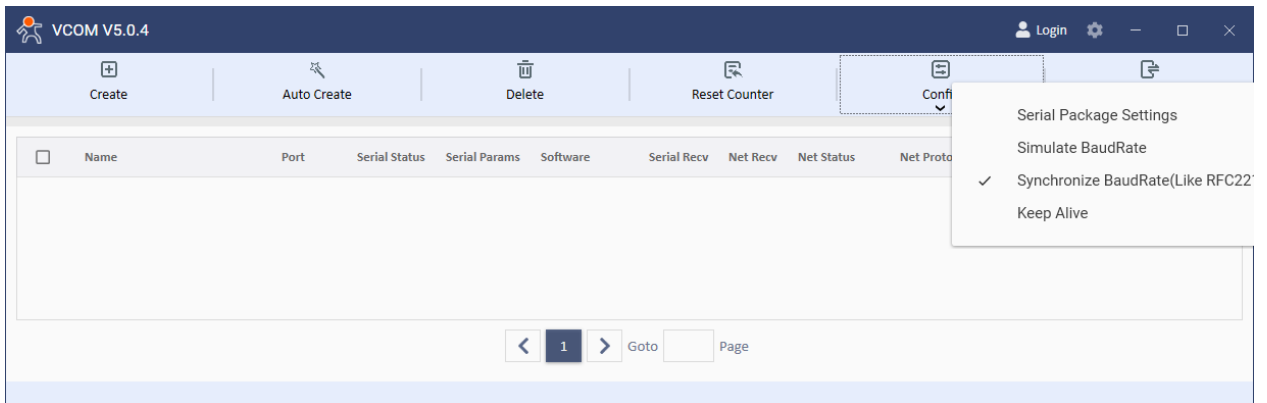 VCOM V5.0.4
Login
Create
Auto Create
Delete
Reset Counter
Confi
Serial Package Settings
Simulate BaudRate
Synchronize BaudRate(Like RFC221
Keep Alive
Name Port Serial Status Serial Params Software Serial Recv Net Recv Net Status Net Proto
1
Goto
Page